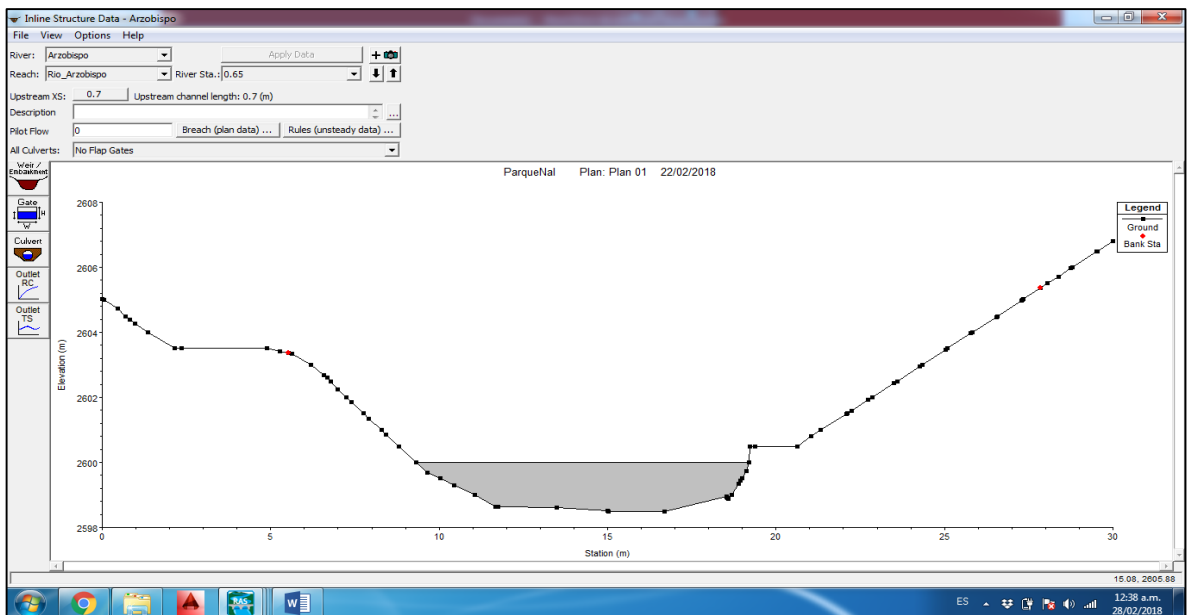 Inline Structure Data - Arzobispo
File View Options Help
River: Arzobispo Apply Data
Reach: Rio_Arzobispo River Sta.: 0.65
Upstream XS: 0.7 Upstream channel length: 0.7 (m)
Description ...
Pilot Flow 0 Breach (plan data) ... Rules (unsteady data) ...
All Culverts: No Flap Gates
Weir / Embankment
Gate
H
W
Culvert
Outlet RC
Outlet TS
ParqueNal Plan: Plan 01 22/02/2018
Legend
Ground
Bank Sta
Elevation (m)
2608
2606
2604
2602
2600
2598
0 5 10 15 20 25 30
Station (m)
15.08, 2605.88
RAS
W
ES 12:38 a.m.
28/02/2018